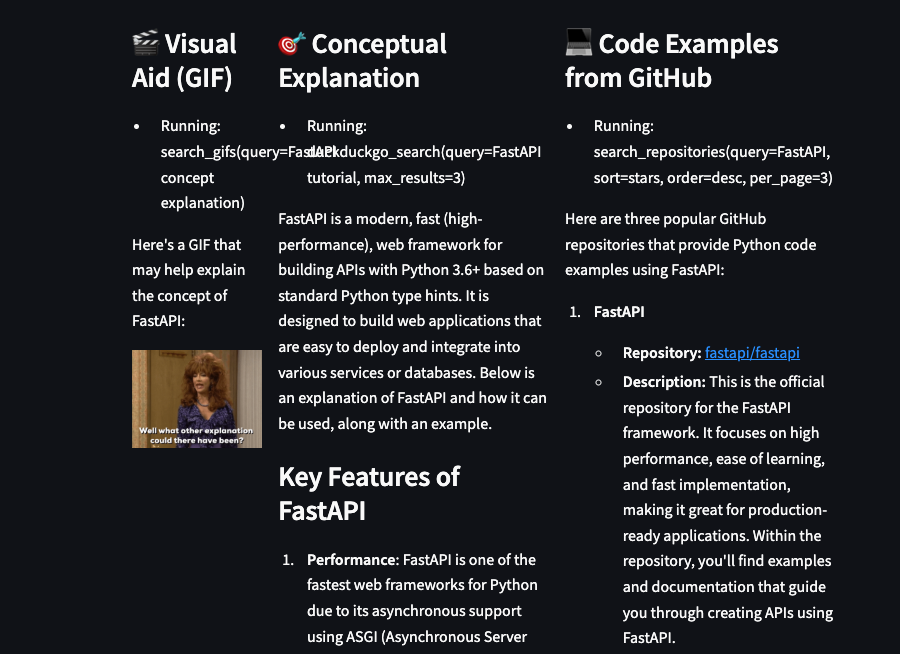 🎬 Visual
Aid (GIF)
• Running:
search_gifs(query=FastAPI
concept
explanation)
Here's a GIF that
may help explain
the concept of
FastAPI:
Well what other explanation
could there have been?
🎯 Conceptual
Explanation
• Running:
duckduckgo_search(query=FastAPI
tutorial, max_results=3)
FastAPI is a modern, fast (high-
performance), web framework for
building APIs with Python 3.6+ based on
standard Python type hints. It is
designed to build web applications that
are easy to deploy and integrate into
various services or databases. Below is
an explanation of FastAPI and how it can
be used, along with an example.
Key Features of
FastAPI
1. Performance: FastAPI is one of the
fastest web frameworks for Python
due to its asynchronous support
using ASGI (Asynchronous Server
💻 Code Examples
from GitHub
• Running:
search_repositories(query=FastAPI,
sort=stars, order=desc, per_page=3)
Here are three popular GitHub
repositories that provide Python code
examples using FastAPI:
1. FastAPI
○ Repository: fastapi/fastapi
○ Description: This is the official
repository for the FastAPI
framework. It focuses on high
performance, ease of learning,
and fast implementation,
making it great for production-
ready applications. Within the
repository, you'll find examples
and documentation that guide
you through creating APIs using
FastAPI.